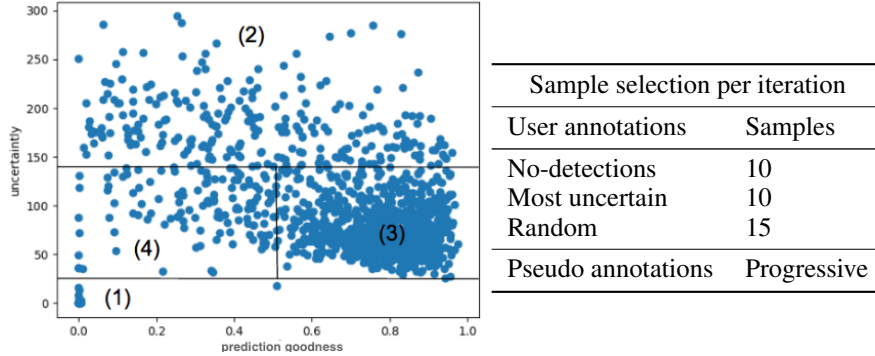 300
250
200
150
100
50
0
uncertaintly
(2)
(3)
(4)
(1)
0.0 0.2 0.4 0.6 0.8 1.0
prediction goodness
Sample selection per iteration
User annotations Samples
No-detections 10
Most uncertain 10
Random 15
Pseudo annotations Progressive